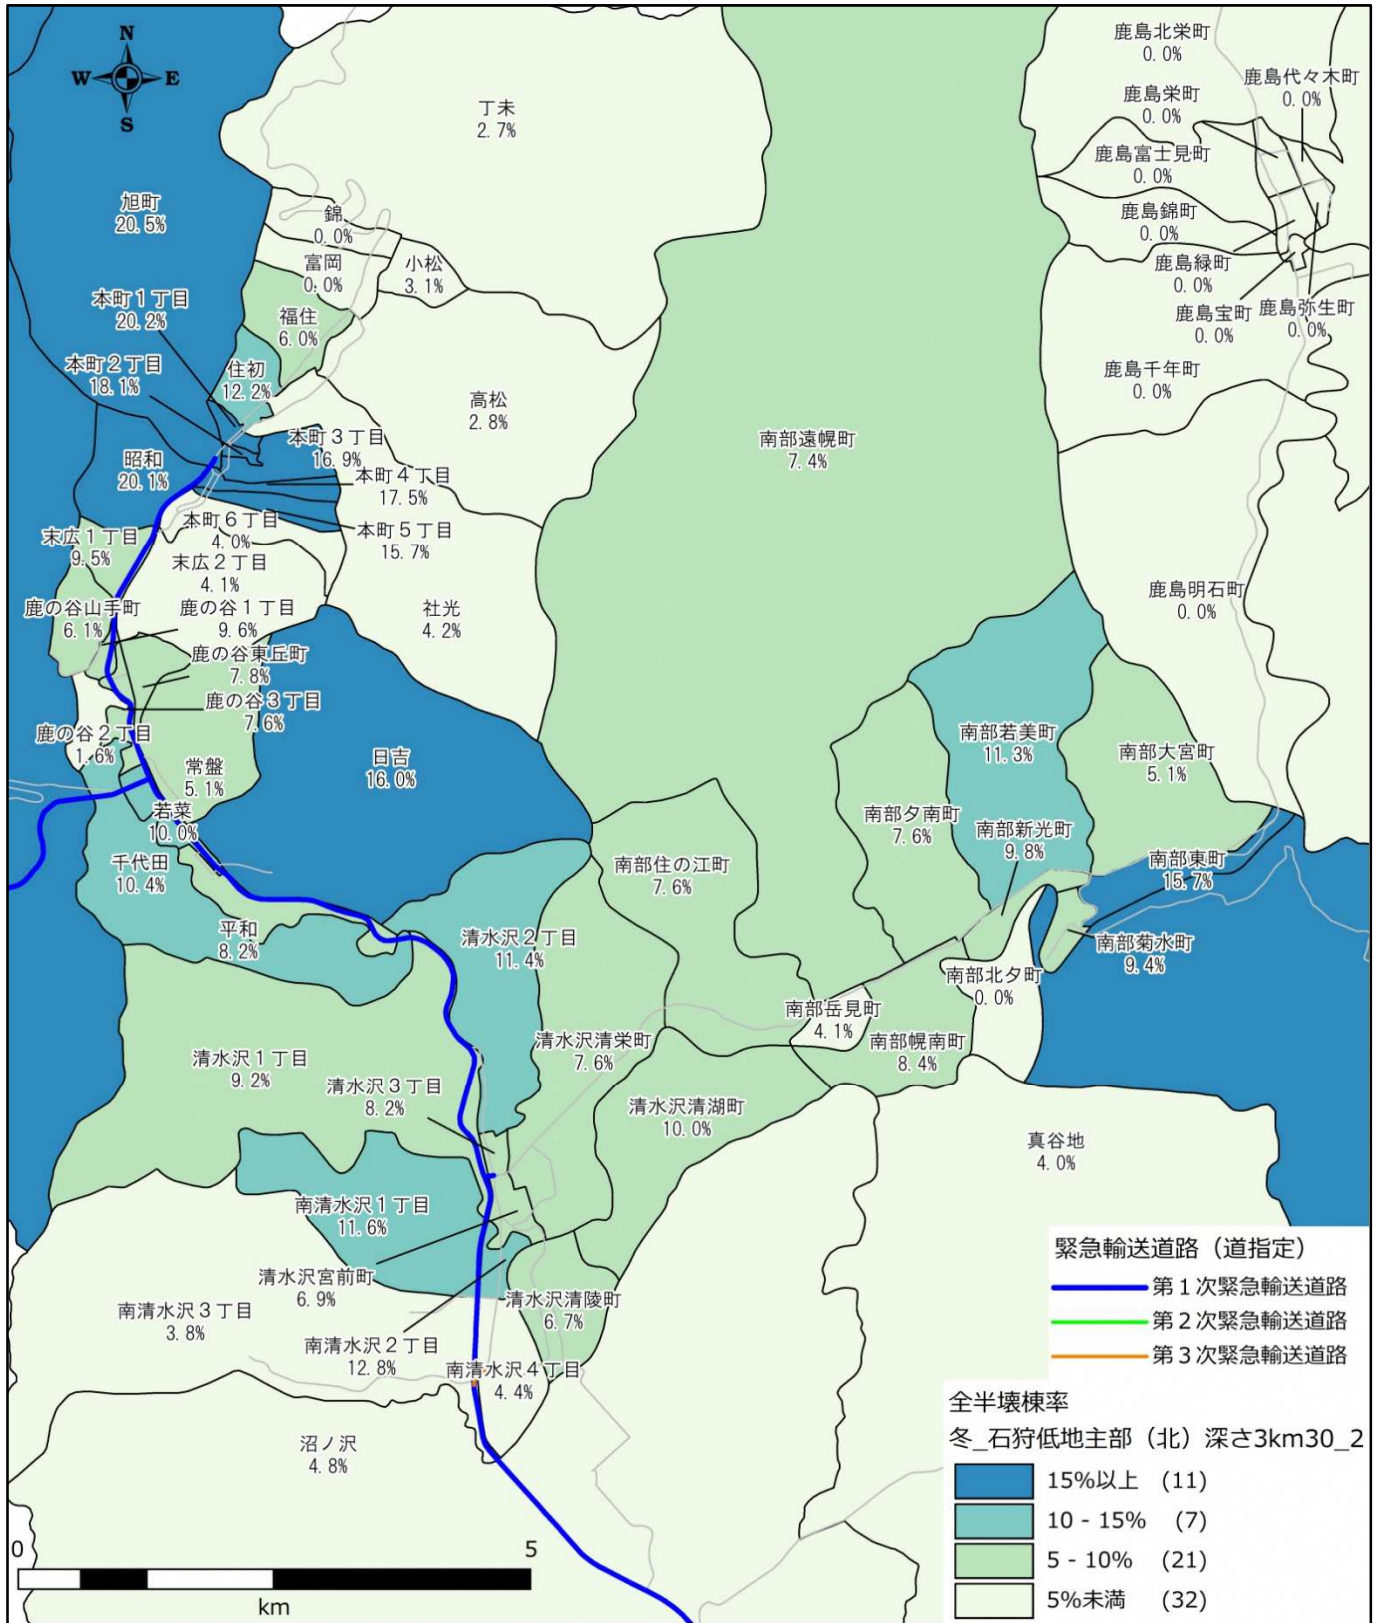 N
W E
S
丁未
2.7%
旭町
20.5%
錦
0.0%
富岡
0.0%
小松
3.1%
本町1丁目
20.2%
福住
6.0%
本町2丁目
18.1%
住初
12.2%
高松
2.8%
本町3丁目
16.9%
昭和
20.1%
本町4丁目
17.5%
本町5丁目
15.7%
本町6丁目
4.0%
末広1丁目
9.5%
末広2丁目
4.1%
鹿の谷山手町
6.1%
鹿の谷1丁目
9.6%
社光
4.2%
鹿の谷東丘町
7.8%
鹿の谷3丁目
7.6%
鹿の谷2丁目
1.6%
常盤
5.1%
日吉
16.0%
若菜
10.0%
千代田
10.4%
平和
8.2%
清水沢2丁目
11.4%
清水沢1丁目
9.2%
清水沢3丁目
8.2%
清水沢清栄町
7.6%
清水沢清湖町
10.0%
南清水沢1丁目
11.6%
清水沢宮前町
6.9%
南清水沢3丁目
3.8%
南清水沢2丁目
12.8%
清水沢清陵町
6.7%
南清水沢4丁目
4.4%
沼ノ沢
4.8%
鹿島北栄町
0.0%
鹿島代々木町
0.0%
鹿島栄町
0.0%
鹿島富士見町
0.0%
鹿島錦町
0.0%
鹿島緑町
0.0%
鹿島宝町
0.0%
鹿島弥生町
0.0%
鹿島千年町
0.0%
南部遠幌町
7.4%
鹿島明石町
0.0%
南部若美町
11.3%
南部大宮町
5.1%
南部夕南町
7.6%
南部新光町
9.8%
南部住の江町
7.6%
南部東町
15.7%
南部菊水町
9.4%
南部北夕町
0.0%
南部岳見町
4.1%
南部幌南町
8.4%
真谷地
4.0%
緊急輸送道路（道指定）
第1次緊急輸送道路
第2次緊急輸送道路
第3次緊急輸送道路
全半壊棟率
冬_石狩低地主部（北）深さ3km30_2
15%以上 (11)
10 - 15% (7)
5 - 10% (21)
5%未満 (32)
0 5
km